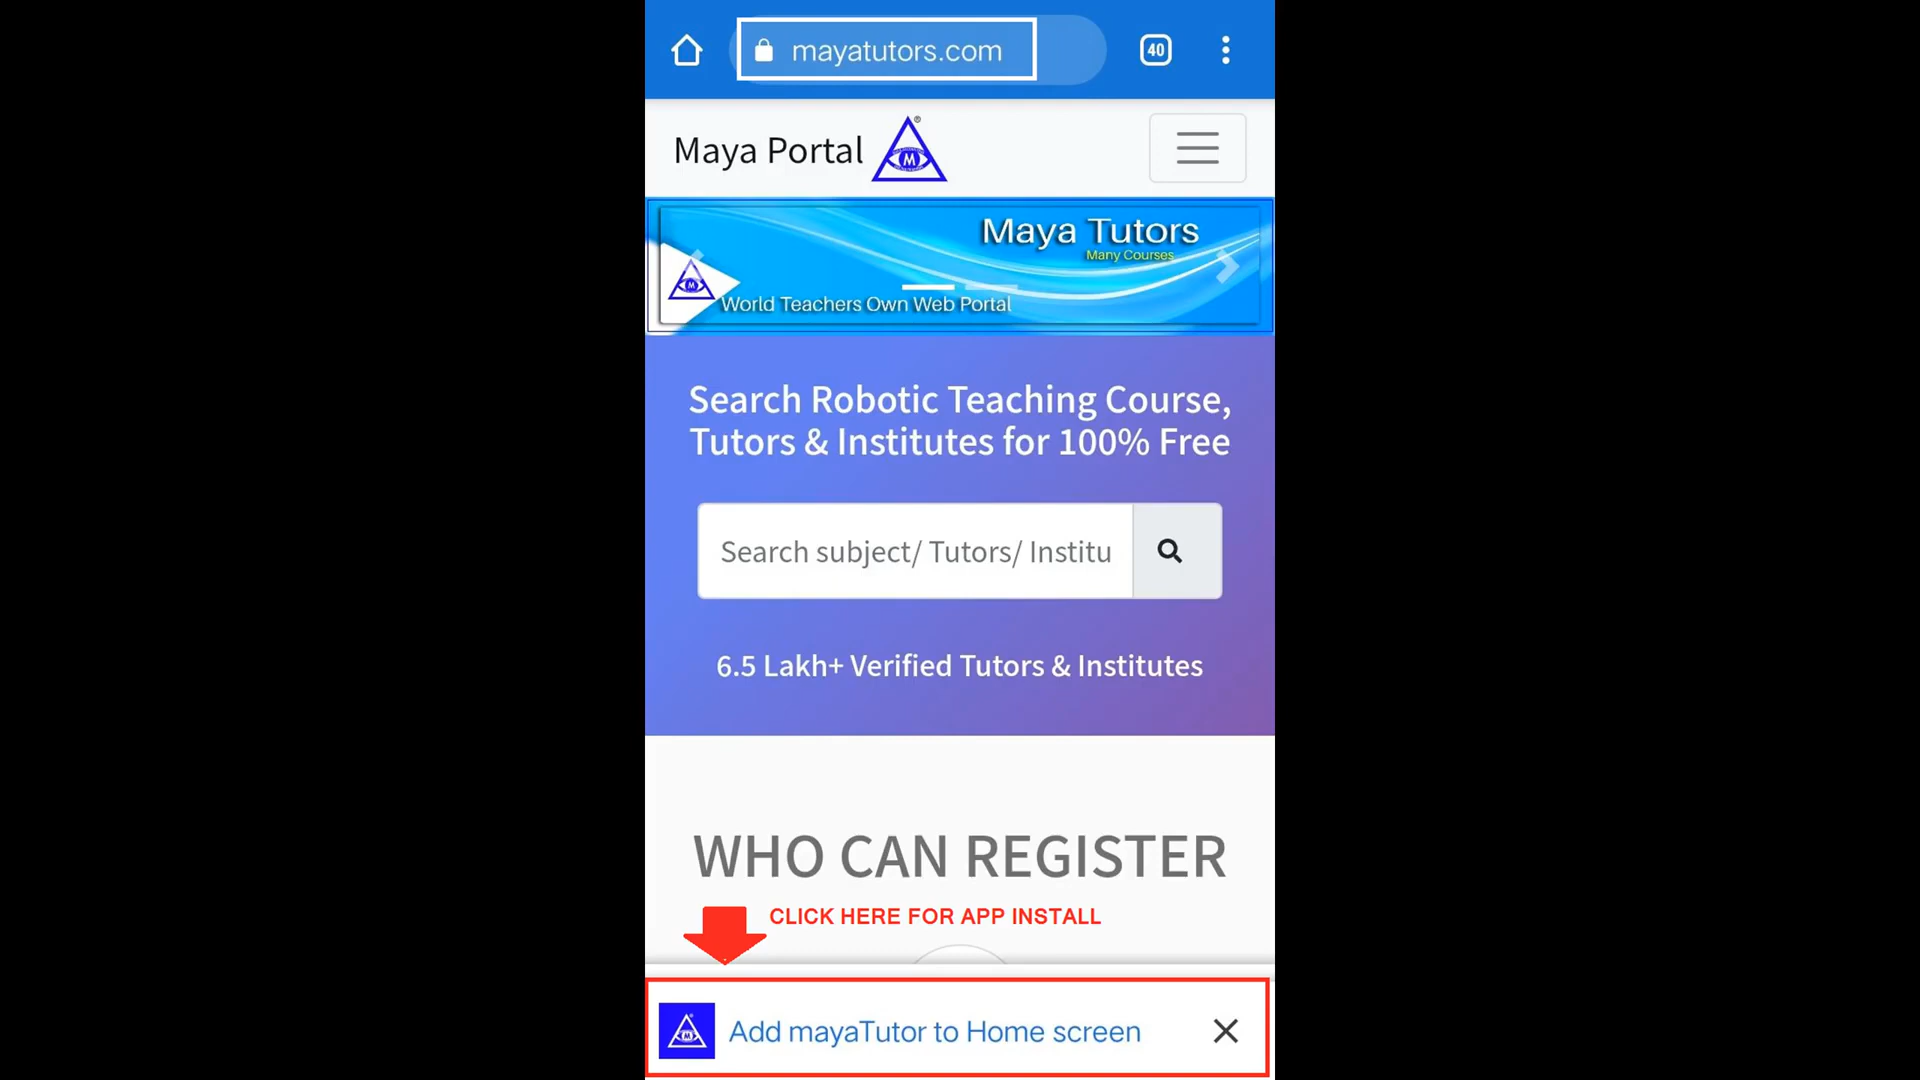 mayatutors.com
40
Maya Portal
M
Maya Tutors
Many Courses
M
World Teachers Own Web Portal
Search Robotic Teaching Course,
Tutors & Institutes for 100% Free
Search subject/ Tutors/ Institu
6.5 Lakh+ Verified Tutors & Institutes
WHO CAN REGISTER
CLICK HERE FOR APP INSTALL
M
Add mayaTutor to Home screen